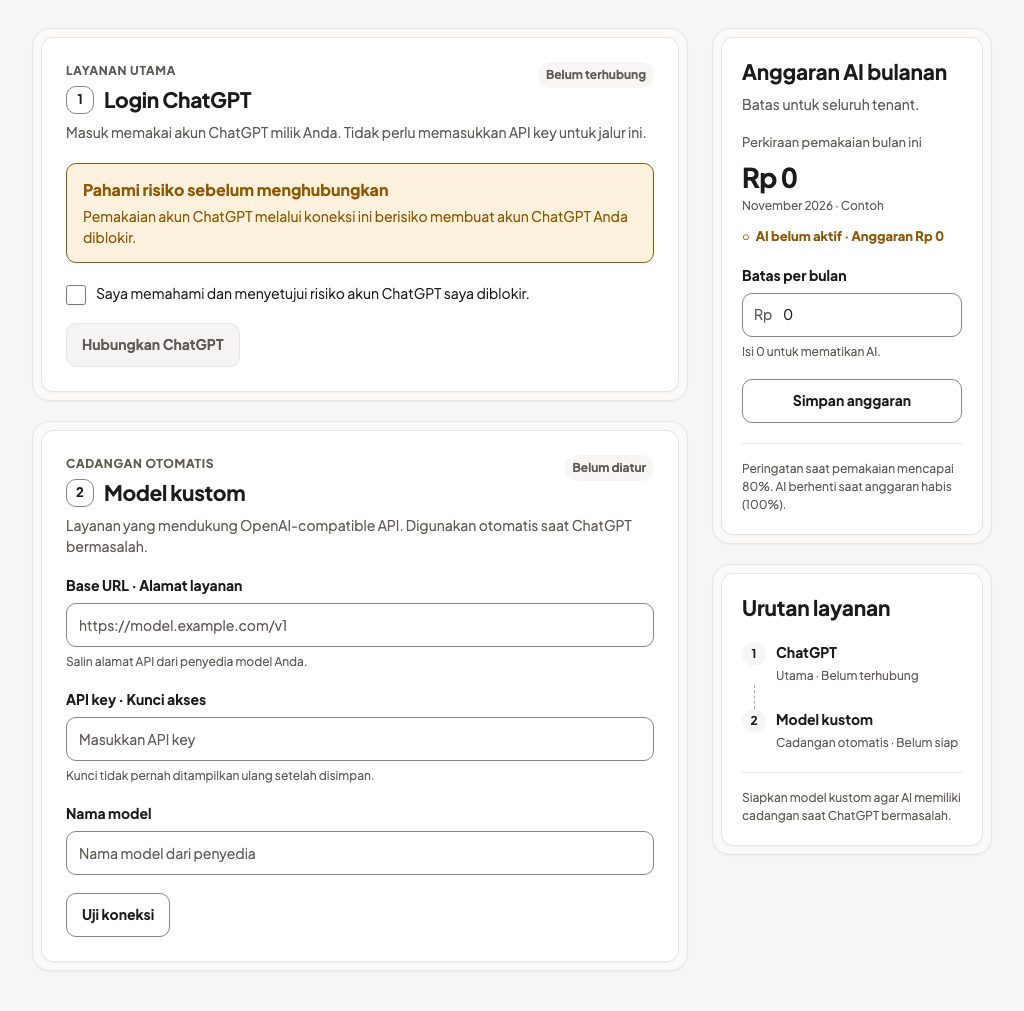 LAYANAN UTAMA
Belum terhubung
1 Login ChatGPT
Masuk memakai akun ChatGPT milik Anda. Tidak perlu memasukkan API key untuk jalur ini.
Pahami risiko sebelum menghubungkan
Pemakaian akun ChatGPT melalui koneksi ini berisiko membuat akun ChatGPT Anda
diblokir.
Saya memahami dan menyetujui risiko akun ChatGPT saya diblokir.
Hubungkan ChatGPT
CADANGAN OTOMATIS
Belum diatur
2 Model kustom
Layanan yang mendukung OpenAI-compatible API. Digunakan otomatis saat ChatGPT
bermasalah.
Base URL · Alamat layanan
https://model.example.com/v1
Salin alamat API dari penyedia model Anda.
API key · Kunci akses
Masukkan API key
Kunci tidak pernah ditampilkan ulang setelah disimpan.
Nama model
Nama model dari penyedia
Uji koneksi
Anggaran AI bulanan
Batas untuk seluruh tenant.
Perkiraan pemakaian bulan ini
Rp 0
November 2026 · Contoh
○ AI belum aktif · Anggaran Rp 0
Batas per bulan
Rp 0
Isi 0 untuk mematikan AI.
Simpan anggaran
Peringatan saat pemakaian mencapai
80%. AI berhenti saat anggaran habis
(100%).
Urutan layanan
1 ChatGPT
Utama · Belum terhubung
2 Model kustom
Cadangan otomatis · Belum siap
Siapkan model kustom agar AI memiliki
cadangan saat ChatGPT bermasalah.